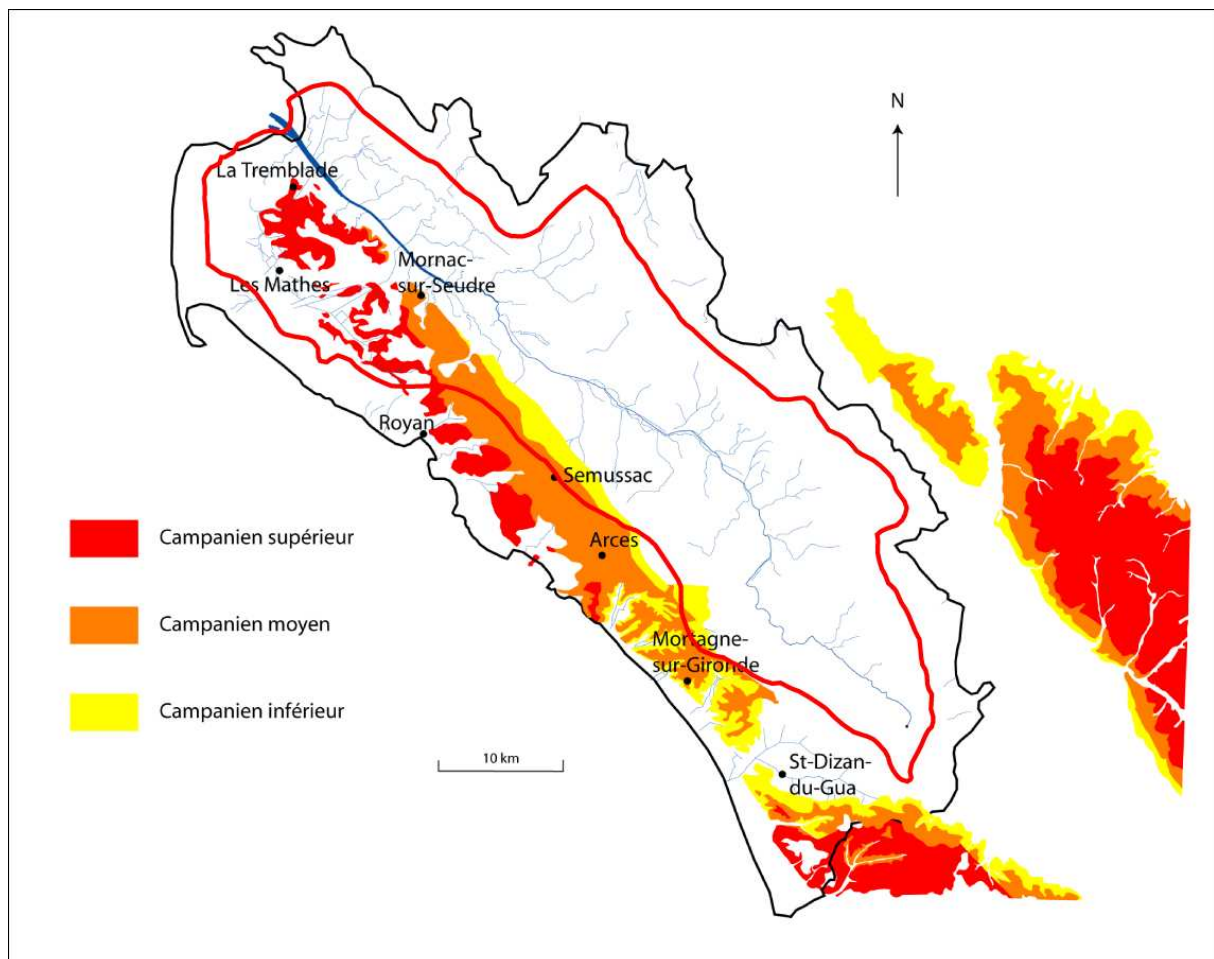 N
La Tremblade
Les Mathes
Mornac-
sur-Seudre
Royan
Semussac
Arces
Mortagne-
sur-Gironde
St-Dizan-
du-Gua
Campanien supérieur
Campanien moyen
Campanien inférieur
10 km